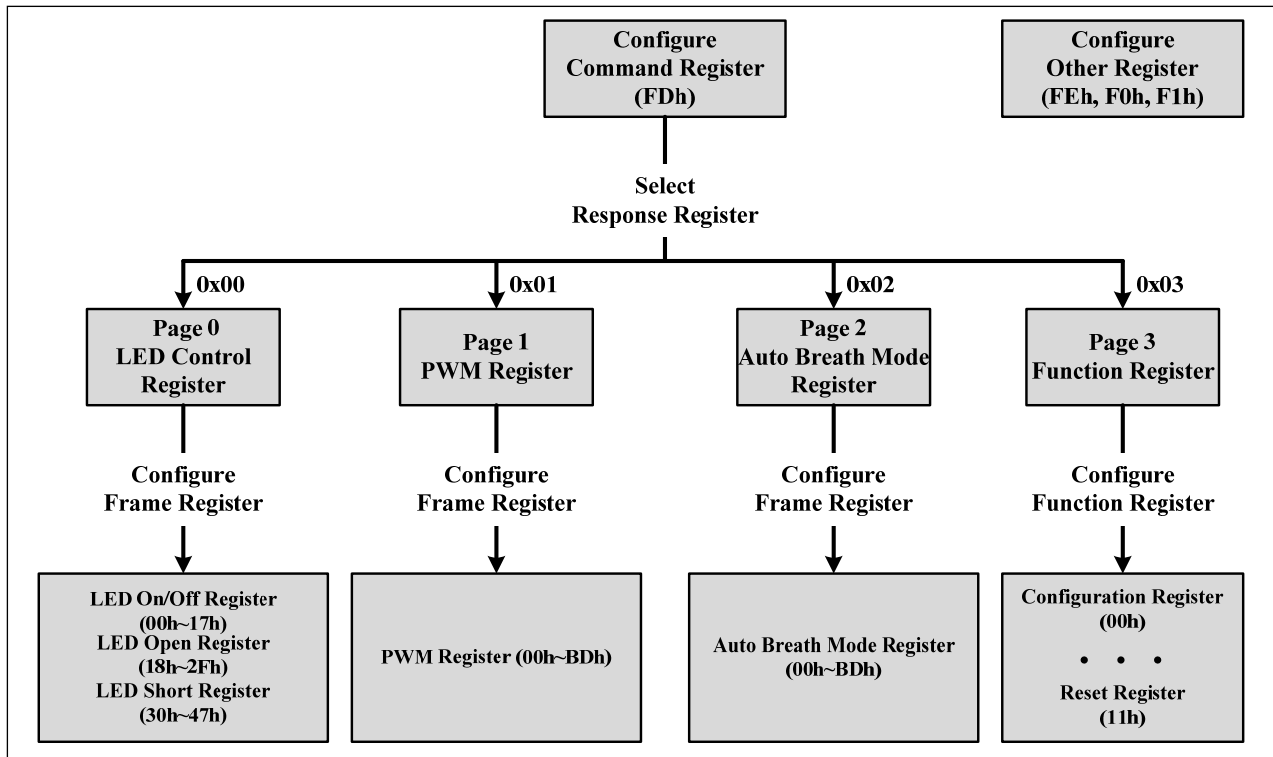 Configure
Command Register
(FDh)
Configure
Other Register
(FEh, F0h, F1h)
Select
Response Register
0x00
0x01
0x02
0x03
Page 0
LED Control
Register
Page 1
PWM Register
Page 2
Auto Breath Mode
Register
Page 3
Function Register
Configure
Frame Register
Configure
Frame Register
Configure
Frame Register
Configure
Function Register
LED On/Off Register
(00h~17h)
LED Open Register
(18h~2Fh)
LED Short Register
(30h~47h)
PWM Register (00h~BDh)
Auto Breath Mode Register
(00h~BDh)
Configuration Register
(00h)
• • •
Reset Register
(11h)